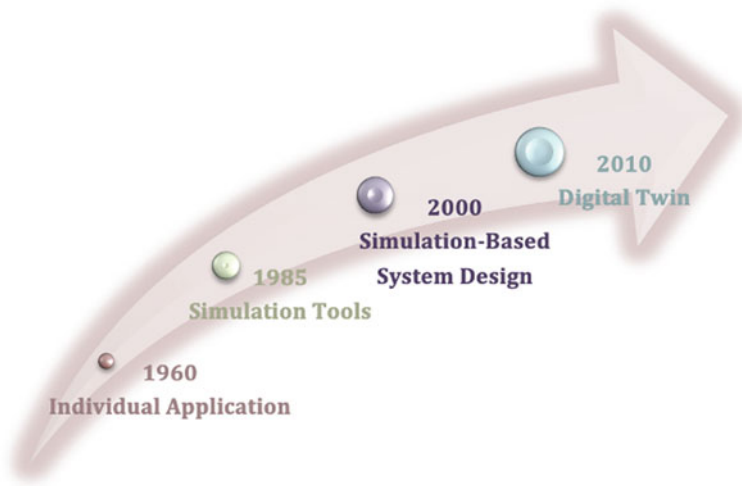 2010
Digital Twin
2000
Simulation-Based
System Design
1985
Simulation Tools
1960
Individual Application